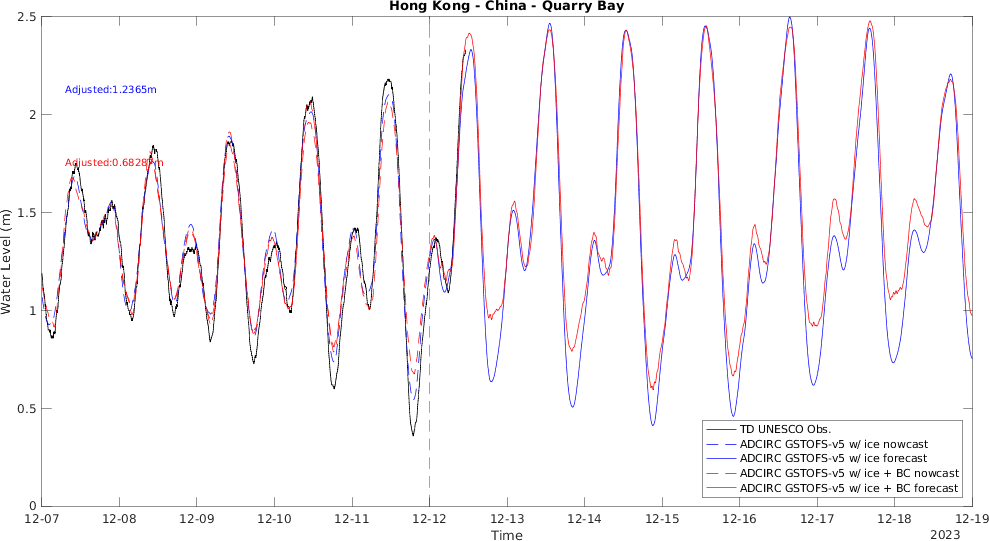 Hong Kong - China - Quarry Bay
2.5
2
1.5
1
0.5
0
Water Level (m)
Adjusted:1.2365m
TD UNESCO Obs.
ADCIRC GSTOFS-v5 w/ ice nowcast
ADCIRC GSTOFS-v5 w/ ice forecast
ADCIRC GSTOFS-v5 w/ ice + BC nowcast
ADCIRC GSTOFS-v5 w/ ice + BC forecast
12-07 12-08 12-09 12-10 12-11 12-12 12-13 12-14 12-15 12-16 12-17 12-18 12-19
Time
2023